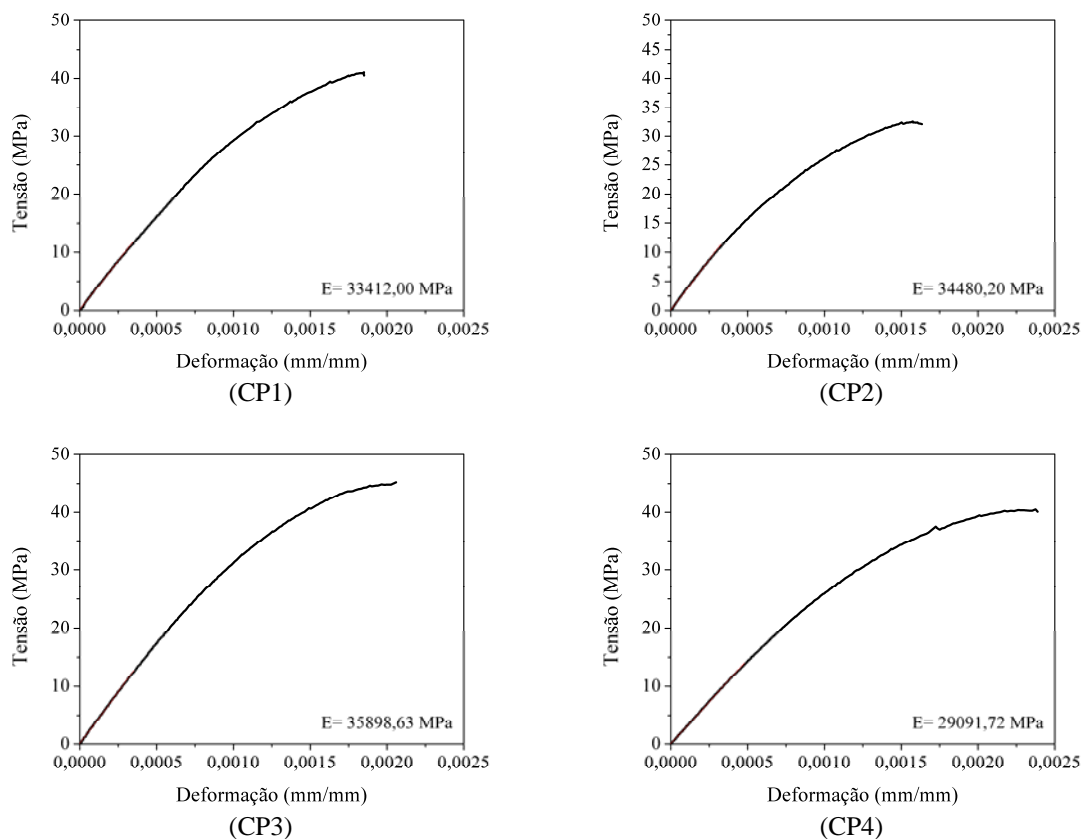 50
40
30
20
10
0
Tensão (MPa)
E= 33412,00 MPa
0,0000 0,0005 0,0010 0,0015 0,0020 0,0025
Deformação (mm/mm)
(CP1)
50
45
40
35
30
25
20
15
10
5
0
Tensão (MPa)
E= 34480,20 MPa
0,0000 0,0005 0,0010 0,0015 0,0020 0,0025
Deformação (mm/mm)
(CP2)
50
40
30
20
10
0
Tensão (MPa)
E= 35898,63 MPa
0,0000 0,0005 0,0010 0,0015 0,0020 0,0025
Deformação (mm/mm)
(CP3)
50
40
30
20
10
0
Tensão (MPa)
E= 29091,72 MPa
0,0000 0,0005 0,0010 0,0015 0,0020 0,0025
Deformação (mm/mm)
(CP4)